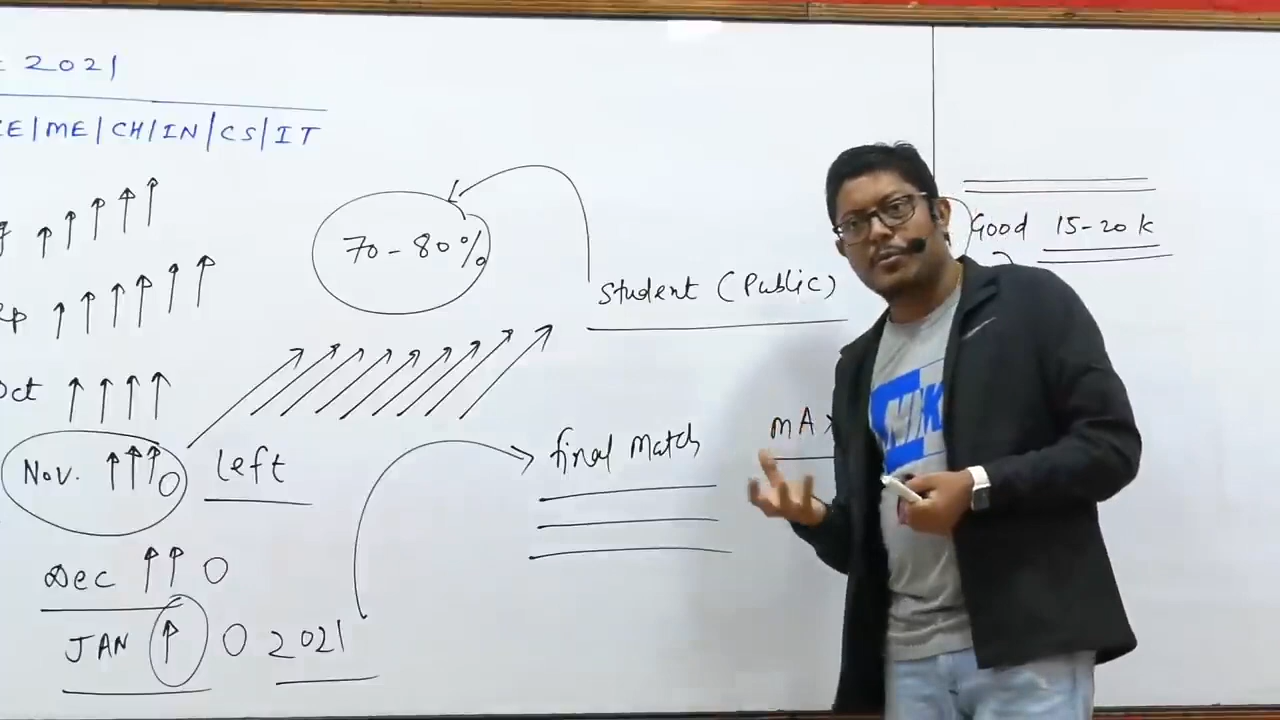 2021
E|ME|CH|IN|CS|IT
70-80%
Student (Public)
Good 15-20k
Oct
Nov. O left
final Match
MA
Dec O
JAN O 2021
NIK